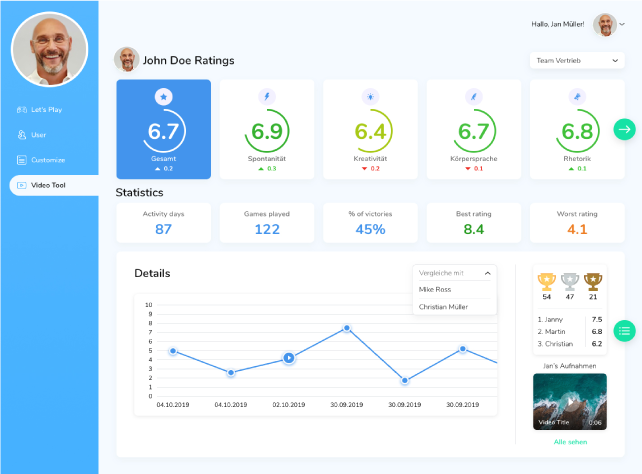 Hallo, Jan Müller!
John Doe Ratings
Team Vertrieb
Let's Play
User
Customize
Video Tool
6.7
Gesamt
0.2
6.9
Spontanität
0.3
6.4
Kreativität
0.2
6.7
Körpersprache
0.1
6.8
Rhetorik
0.1
Statistics
Activity days
87
Games played
122
% of victories
45%
Best rating
8.4
Worst rating
4.1
Details
Vergleiche mit
Mike Ross
Christian Müller
10
9
8
7
6
5
4
3
2
1
0
04.10.2019 04.10.2019 02.10.2019 30.09.2019 30.09.2019 30.09.2019
54 47 21
1. Janny 7.5
2. Martin 6.8
3. Christian 6.2
Jan's Aufnahmen
Video Title 0:06
Alle sehen